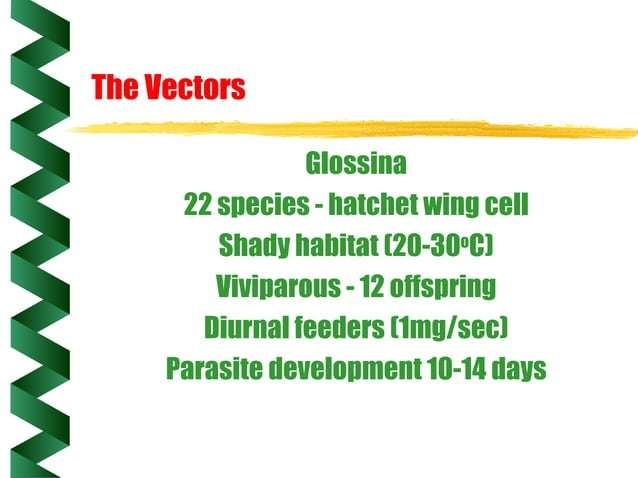 The Vectors
Glossina
22 species - hatchet wing cell
Shady habitat (20-30ºC)
Viviparous - 12 offspring
Diurnal feeders (1mg/sec)
Parasite development 10-14 days